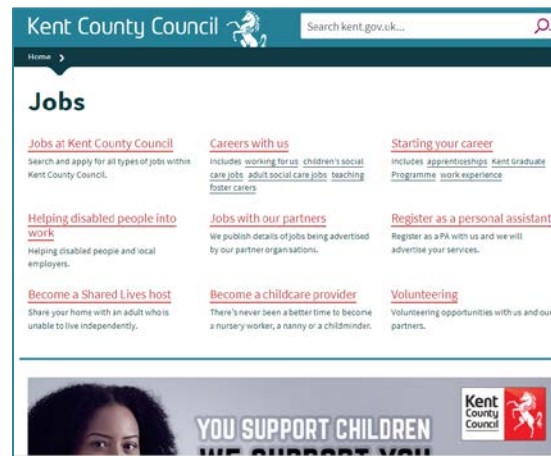 Kent County Council
Search kent.gov.uk...
Home
Jobs
Jobs at Kent County Council
Search and apply for all types of jobs within
Kent County Council.
Careers with us
Includes working for us children's social
care jobs adult social care jobs teaching
foster carers
Starting your career
Includes apprenticeships Kent Graduate
Programme work experience
Helping disabled people into
work
Helping disabled people and local
employers.
Jobs with our partners
We publish details of jobs being advertised
by our partner organisations.
Register as a personal assistant
Register as a PA with us and we will
advertise your services.
Become a Shared Lives host
Share your home with an adult who is
unable to live independently.
Become a childcare provider
There's never been a better time to become
a nursery worker, a nanny or a childminder.
Volunteering
Volunteering opportunities with us and our
partners.
YOU SUPPORT CHILDREN
WE SUPPORT YOU
Kent
County
Council